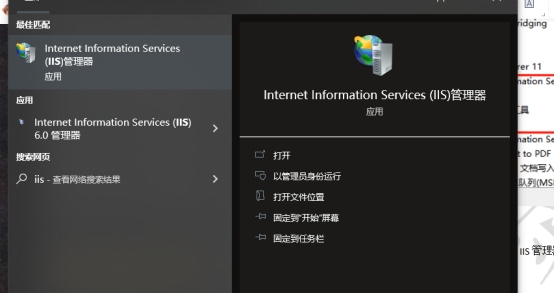 最佳匹配
Internet Information Services
(IIS)管理器
应用
应用
Internet Information Services (IIS)
6.0 管理器
搜索网页
iis - 查看网络搜索结果
Internet Information Services (IIS)管理器
应用
打开
以管理员身份运行
打开文件位置
固定到"开始"屏幕
固定到任务栏
ridging
rer 11
mation Se
具
mation Se
t to PDF
文档写入
队列(MS
IIS 管理